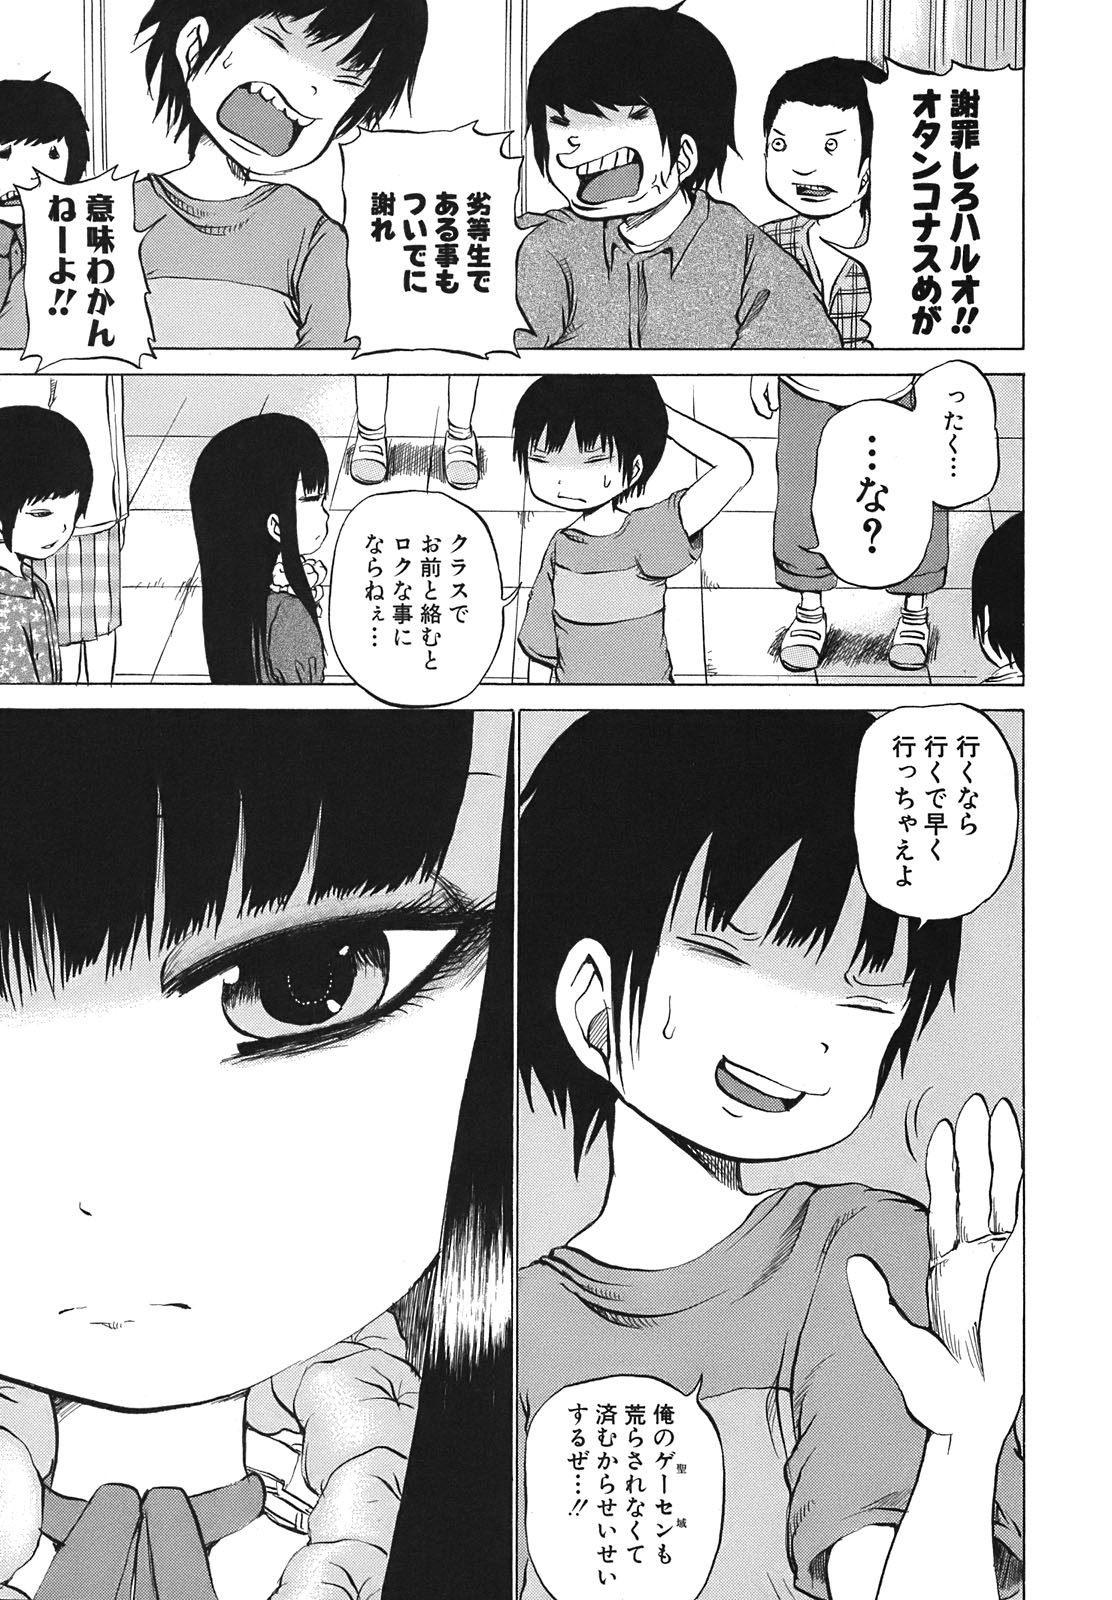 謝罪しろハルオ!!
オタンコナスめが
劣等生で
ある事も
ついでに
謝れ
意味わかん
ねーよ!!
ったく…
…な?
クラスで
お前と絡むと
ロクな事に
ならねぇ…
行くなら
行くで早く
行っちゃえよ
俺のゲーセンも
聖域
荒らされなくて
済むからせいせい
するぜ…!!